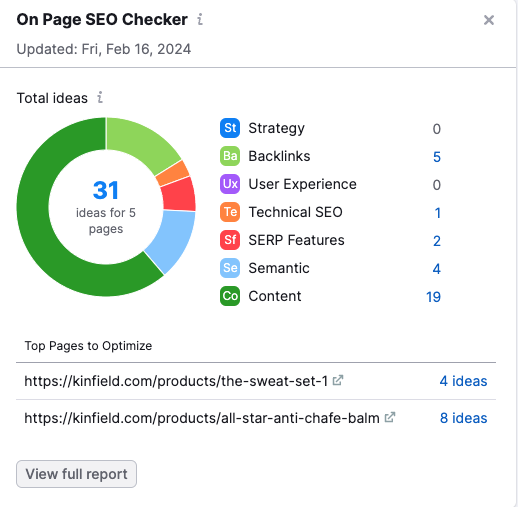 On Page SEO Checker i
Updated: Fri, Feb 16, 2024
Total ideas i
31
ideas for 5
pages
St Strategy 0
Ba Backlinks 5
Ux User Experience 0
Te Technical SEO 1
Sf SERP Features 2
Se Semantic 4
Co Content 19
Top Pages to Optimize
https://kinfield.com/products/the-sweat-set-1 4 ideas
https://kinfield.com/products/all-star-anti-chafe-balm 8 ideas
View full report